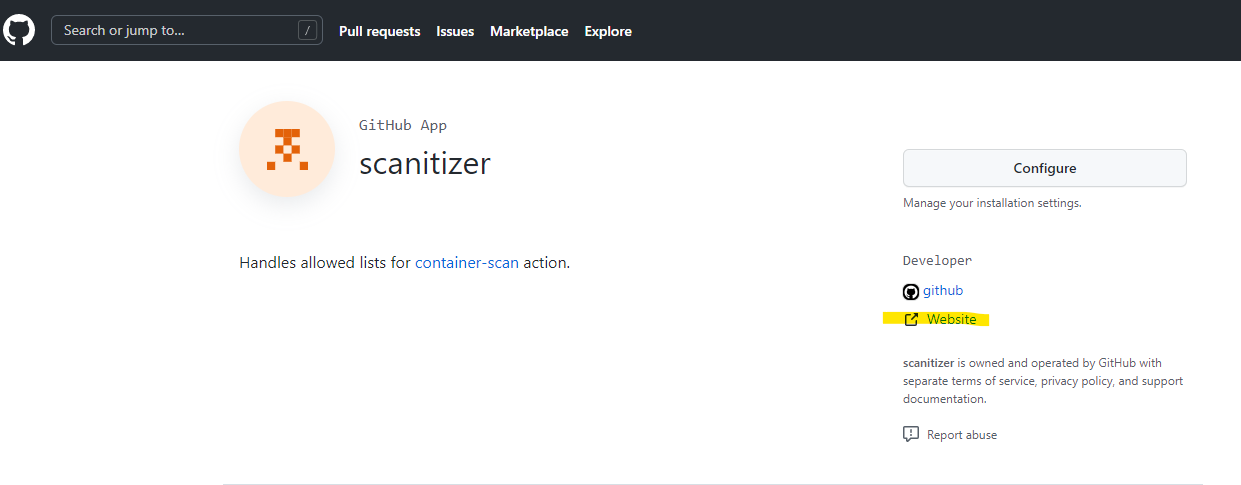 Search or jump to...
/
Pull requests
Issues
Marketplace
Explore
GitHub App
scanitizer
Handles allowed lists for container-scan action.
Configure
Manage your installation settings.
Developer
github
Website
scanitizer is owned and operated by GitHub with
separate terms of service, privacy policy, and support
documentation.
Report abuse